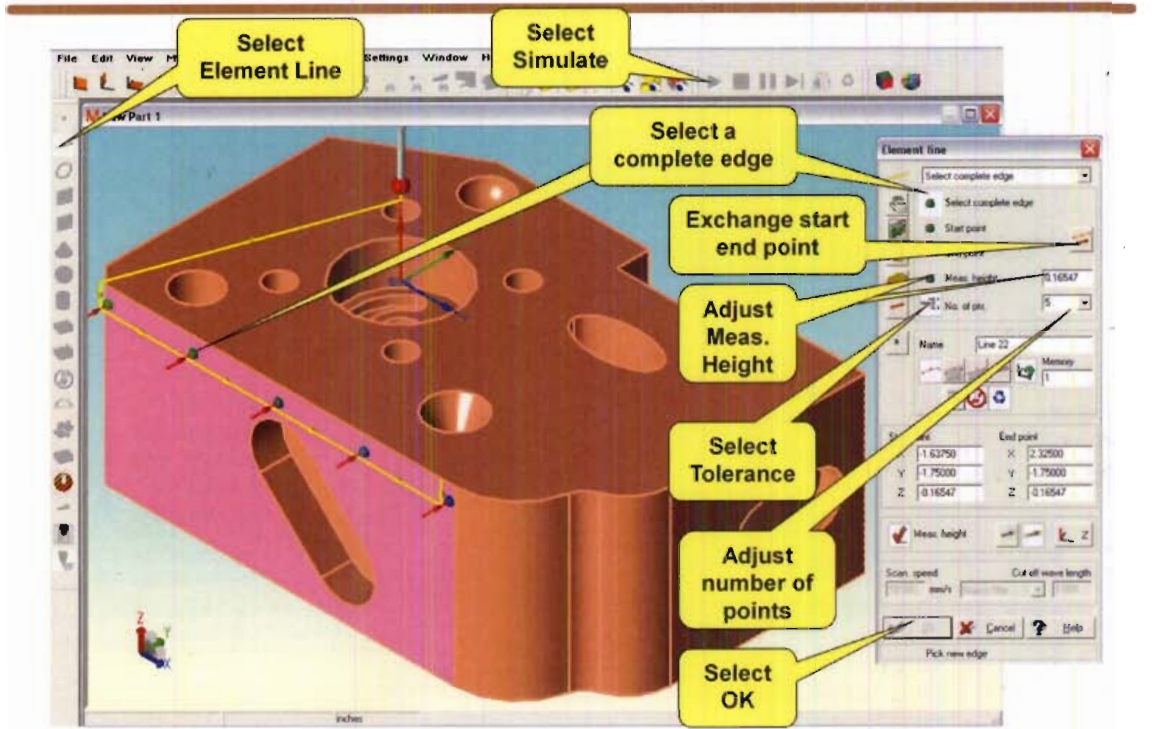 Select
Element Line
Select
Simulate
File Edit View Settings Window
Part 1
Select a
complete edge
Element line
Select complete edge
Select complete edge
Exchange start
end point
Start point
Adjust
Meas.
Height
Meas. height 0.16547
No. of pts. 5
Name Line 22
Memory
1
Select
Tolerance
End point
X -1.63750 X 2.32500
Y -1.75000 Y -1.75000
Z -0.16547 Z -0.16547
Meas. height Z
Adjust
number of
points
Scan. speed Cut off wave length
mm/s
Cancel ? Help
Pick new edge
Select
OK
Z
Y
X
inches